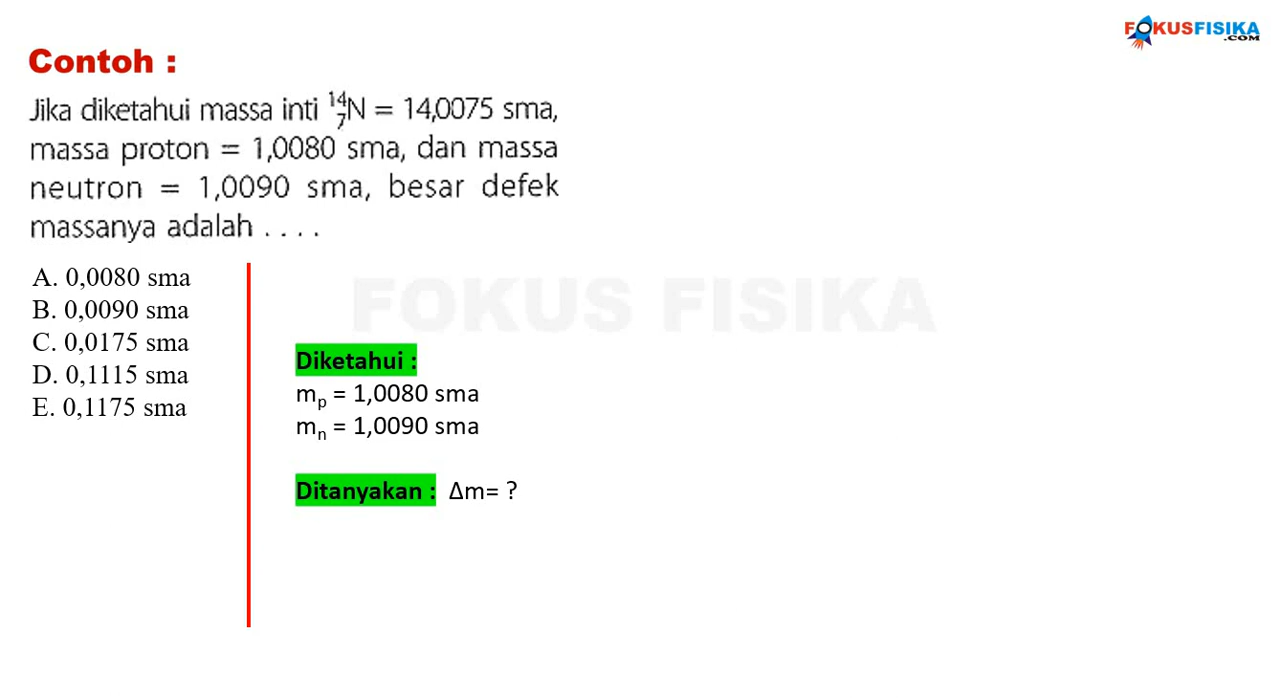 FOKUSFISIKA
.COM
Contoh :
Jika diketahui massa inti ¹⁴₇N = 14,0075 sma,
massa proton = 1,0080 sma, dan massa
neutron = 1,0090 sma, besar defek
massanya adalah . . . .
A. 0,0080 sma
B. 0,0090 sma
C. 0,0175 sma
D. 0,1115 sma
E. 0,1175 sma
FOKUS FISIKA
Diketahui :
mₚ = 1,0080 sma
mₙ = 1,0090 sma
Ditanyakan : Δm= ?